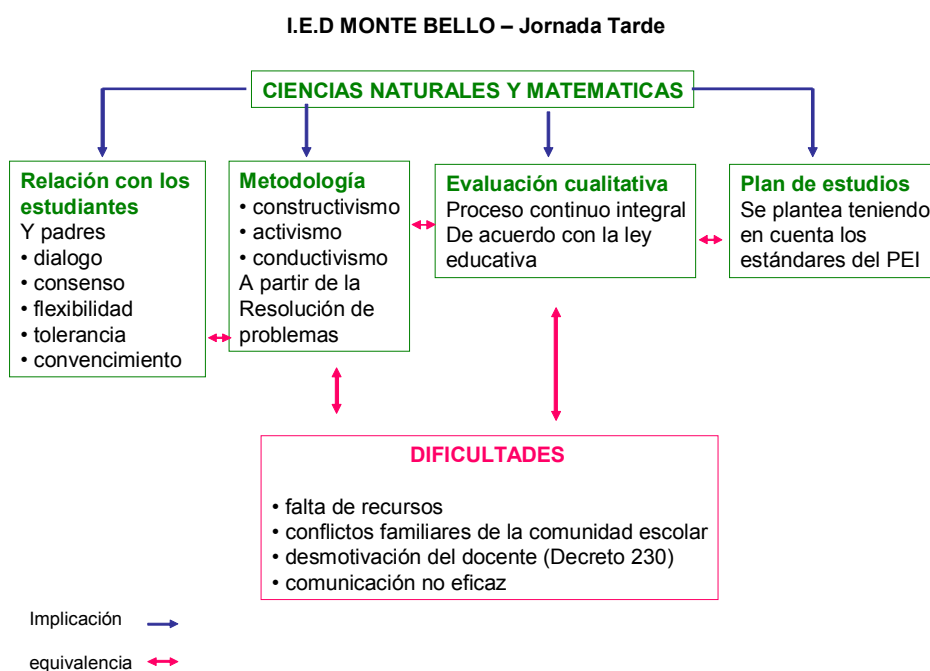 I.E.D MONTE BELLO – Jornada Tarde
CIENCIAS NATURALES Y MATEMATICAS
Relación con los
estudiantes
Y padres
• dialogo
• consenso
• flexibilidad
• tolerancia
• convencimiento
Metodología
• constructivismo
• activismo
• conductivismo
A partir de la
Resolución de
problemas
Evaluación cualitativa
Proceso continuo integral
De acuerdo con la ley
educativa
Plan de estudios
Se plantea teniendo
en cuenta los
estándares del PEI
DIFICULTADES
• falta de recursos
• conflictos familiares de la comunidad escolar
• desmotivación del docente (Decreto 230)
• comunicación no eficaz
Implicación
equivalencia